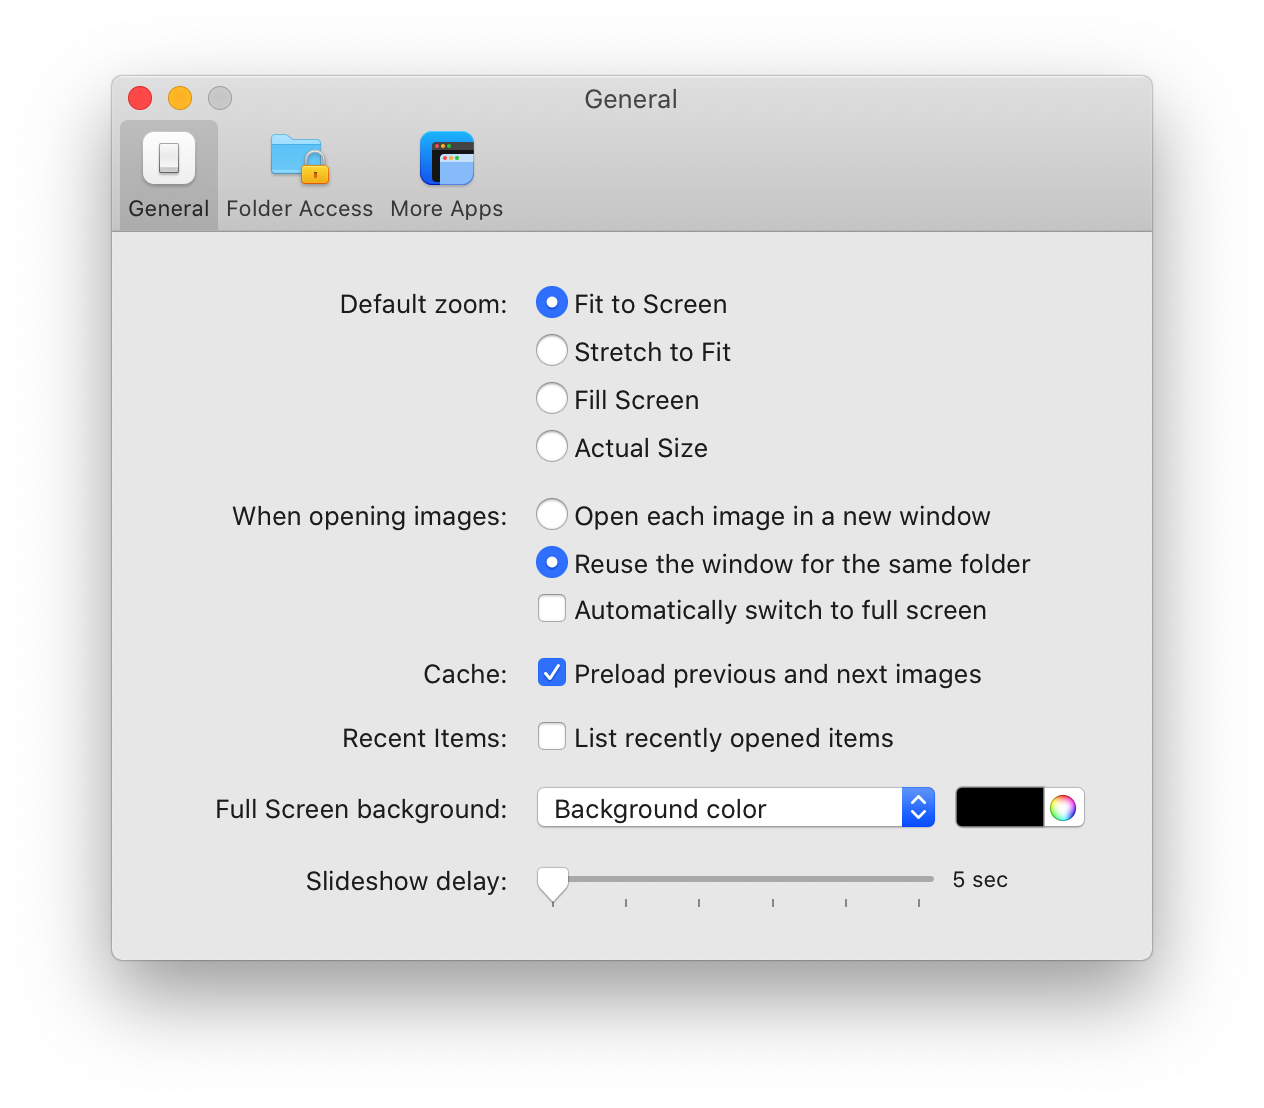 General
General Folder Access More Apps
Default zoom: Fit to Screen
Stretch to Fit
Fill Screen
Actual Size
When opening images: Open each image in a new window
Reuse the window for the same folder
Automatically switch to full screen
Cache: Preload previous and next images
Recent Items: List recently opened items
Full Screen background: Background color
Slideshow delay: 5 sec